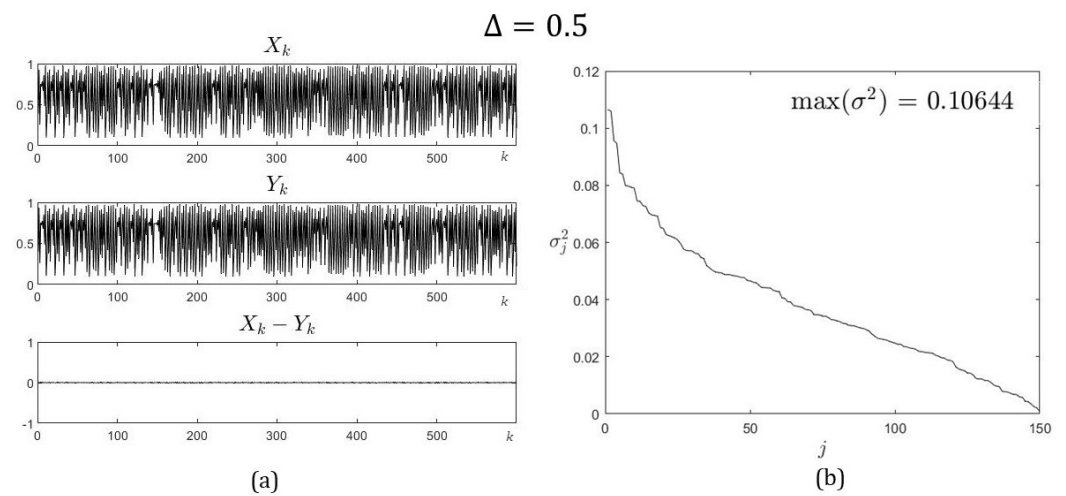 Δ = 0.5
X_k
1
0.5
0
0 100 200 300 400 500 k
Y_k
1
0.5
0
0 100 200 300 400 500 k
X_k − Y_k
1
0
-1
0 100 200 300 400 500 k
(a)
max(σ²) = 0.10644
0.12
0.1
0.08
σ_j² 0.06
0.04
0.02
0
0 50 100 150
j
(b)